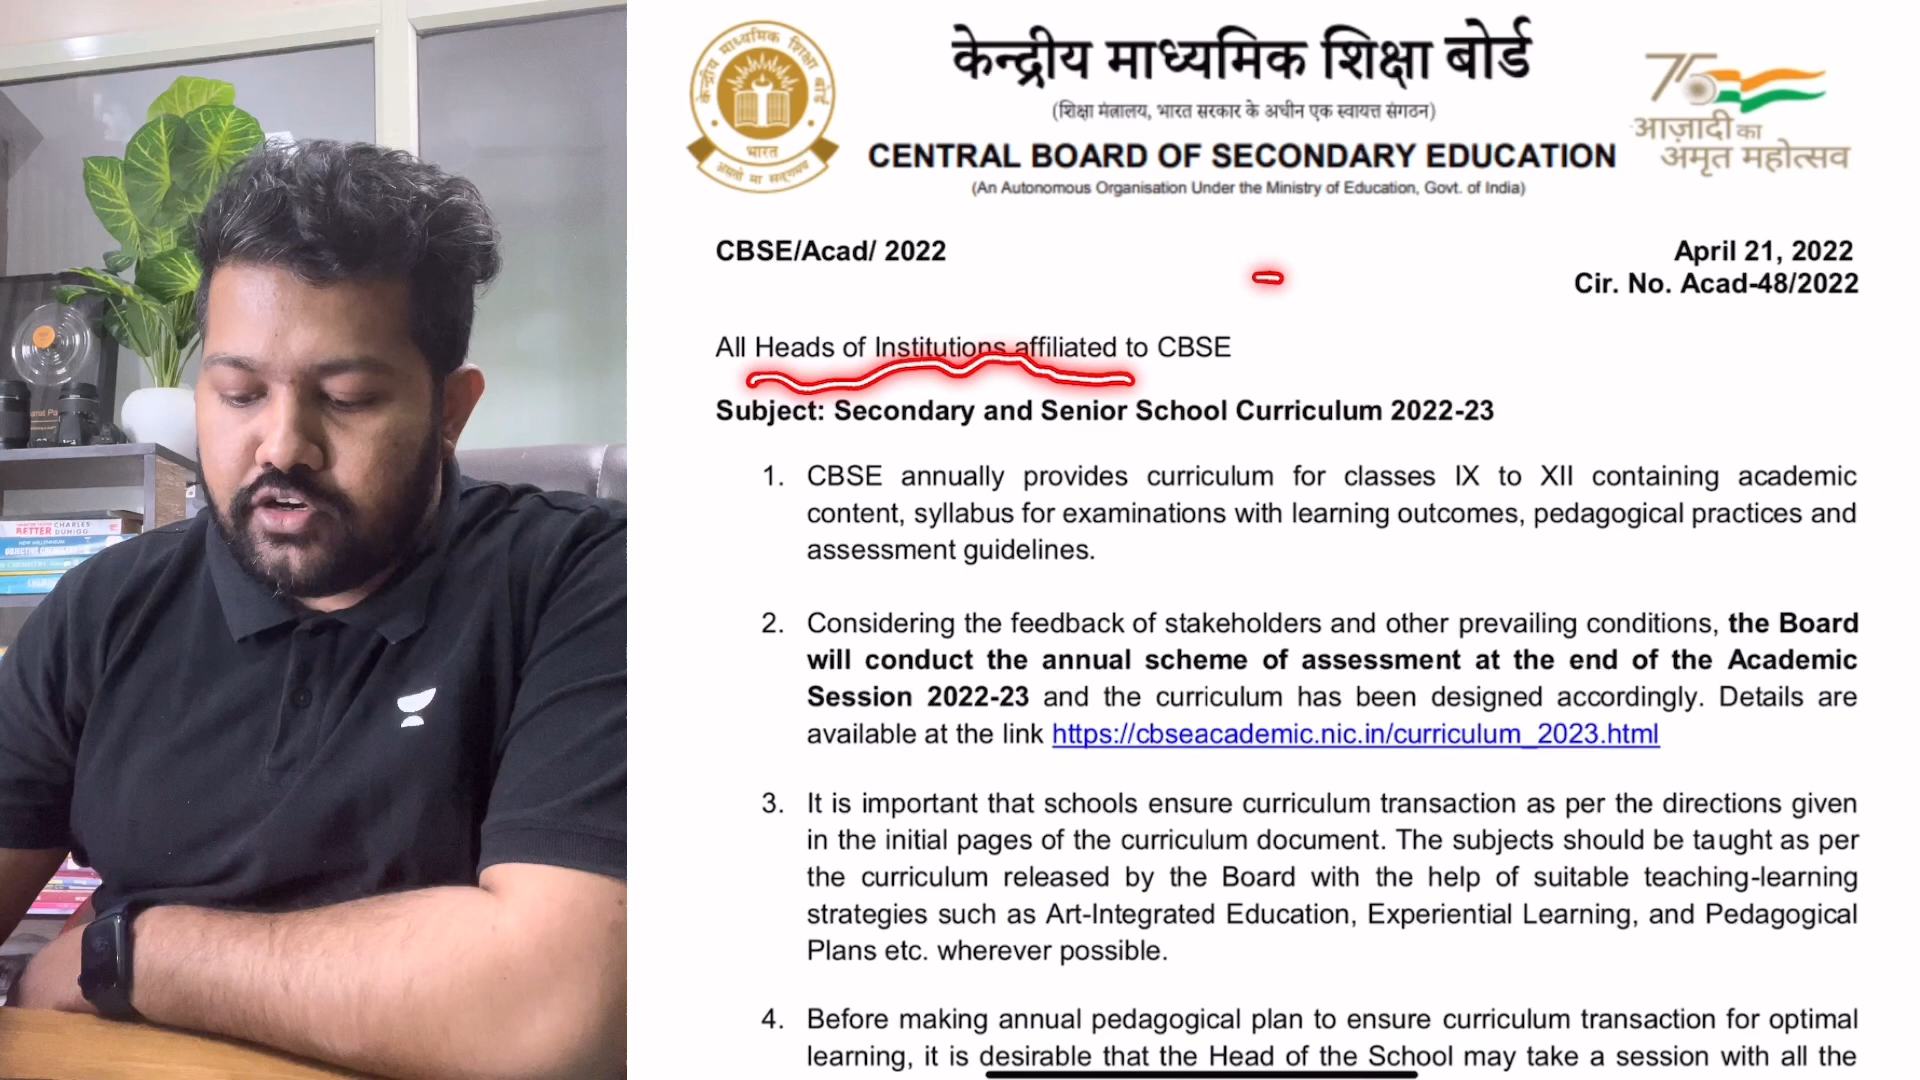 केन्द्रीय माध्यमिक शिक्षा बोर्ड
(शिक्षा मंत्रालय, भारत सरकार के अधीन एक स्वायत्त संगठन)
CENTRAL BOARD OF SECONDARY EDUCATION
(An Autonomous Organisation Under the Ministry of Education, Govt. of India)
केन्द्रीय माध्यमिक शिक्षा बोर्ड
भारत
असतो मा सद्गमय
75
आज़ादी का
अमृत महोत्सव
CBSE/Acad/ 2022
April 21, 2022
Cir. No. Acad-48/2022
All Heads of Institutions affiliated to CBSE
Subject: Secondary and Senior School Curriculum 2022-23
1. CBSE annually provides curriculum for classes IX to XII containing academic
content, syllabus for examinations with learning outcomes, pedagogical practices and
assessment guidelines.
2. Considering the feedback of stakeholders and other prevailing conditions, the Board
will conduct the annual scheme of assessment at the end of the Academic
Session 2022-23 and the curriculum has been designed accordingly. Details are
available at the link https://cbseacademic.nic.in/curriculum_2023.html
3. It is important that schools ensure curriculum transaction as per the directions given
in the initial pages of the curriculum document. The subjects should be taught as per
the curriculum released by the Board with the help of suitable teaching-learning
strategies such as Art-Integrated Education, Experiential Learning, and Pedagogical
Plans etc. wherever possible.
4. Before making annual pedagogical plan to ensure curriculum transaction for optimal
learning, it is desirable that the Head of the School may take a session with all the
CHARLES
BETTER DUHIGG